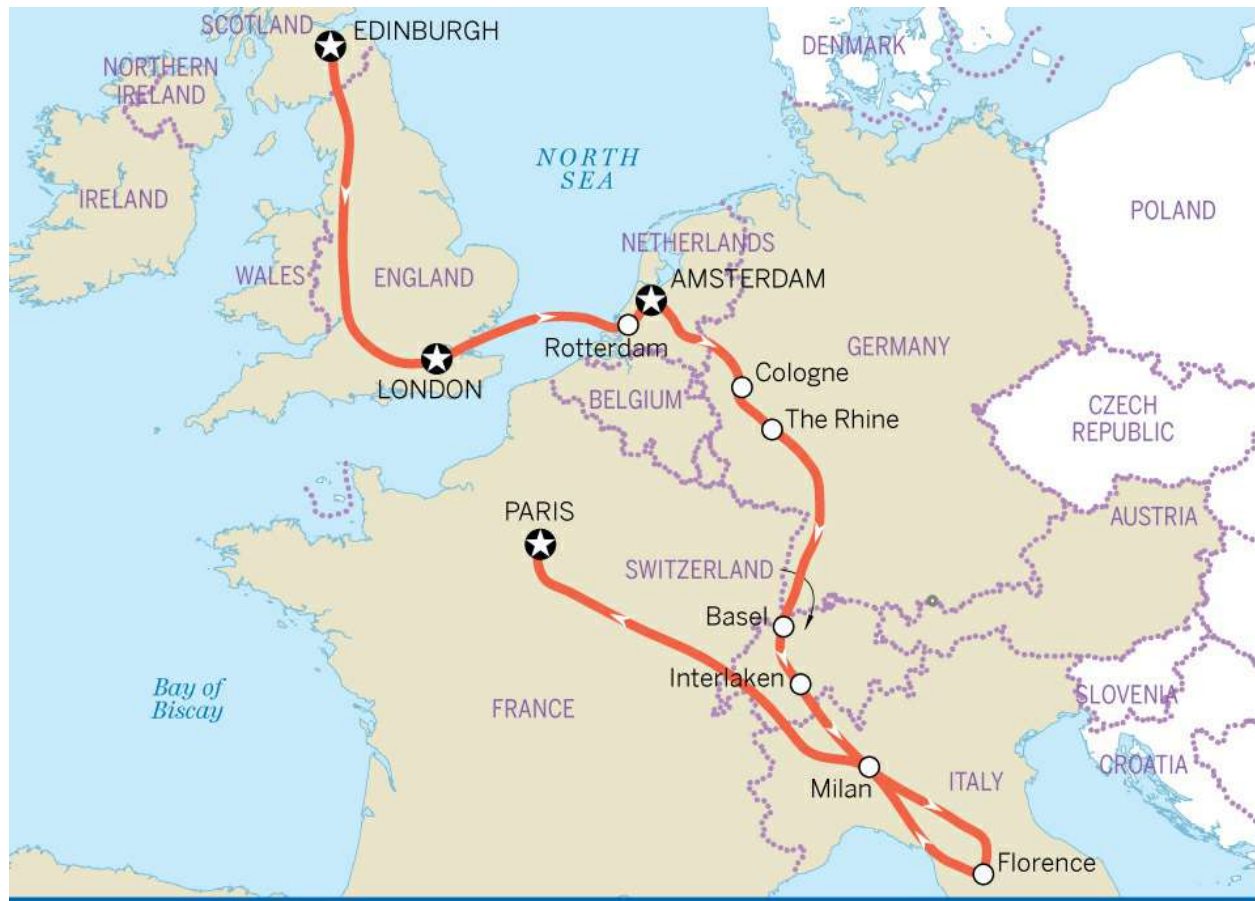 SCOTLAND
EDINBURGH
NORTHERN
IRELAND
DENMARK
NORTH
SEA
IRELAND
POLAND
WALES
ENGLAND
NETHERLANDS
AMSTERDAM
Rotterdam
LONDON
GERMANY
Cologne
BELGIUM
The Rhine
CZECH
REPUBLIC
PARIS
AUSTRIA
SWITZERLAND
Basel
Interlaken
Bay of
Biscay
FRANCE
SLOVENIA
CROATIA
Milan
ITALY
Florence